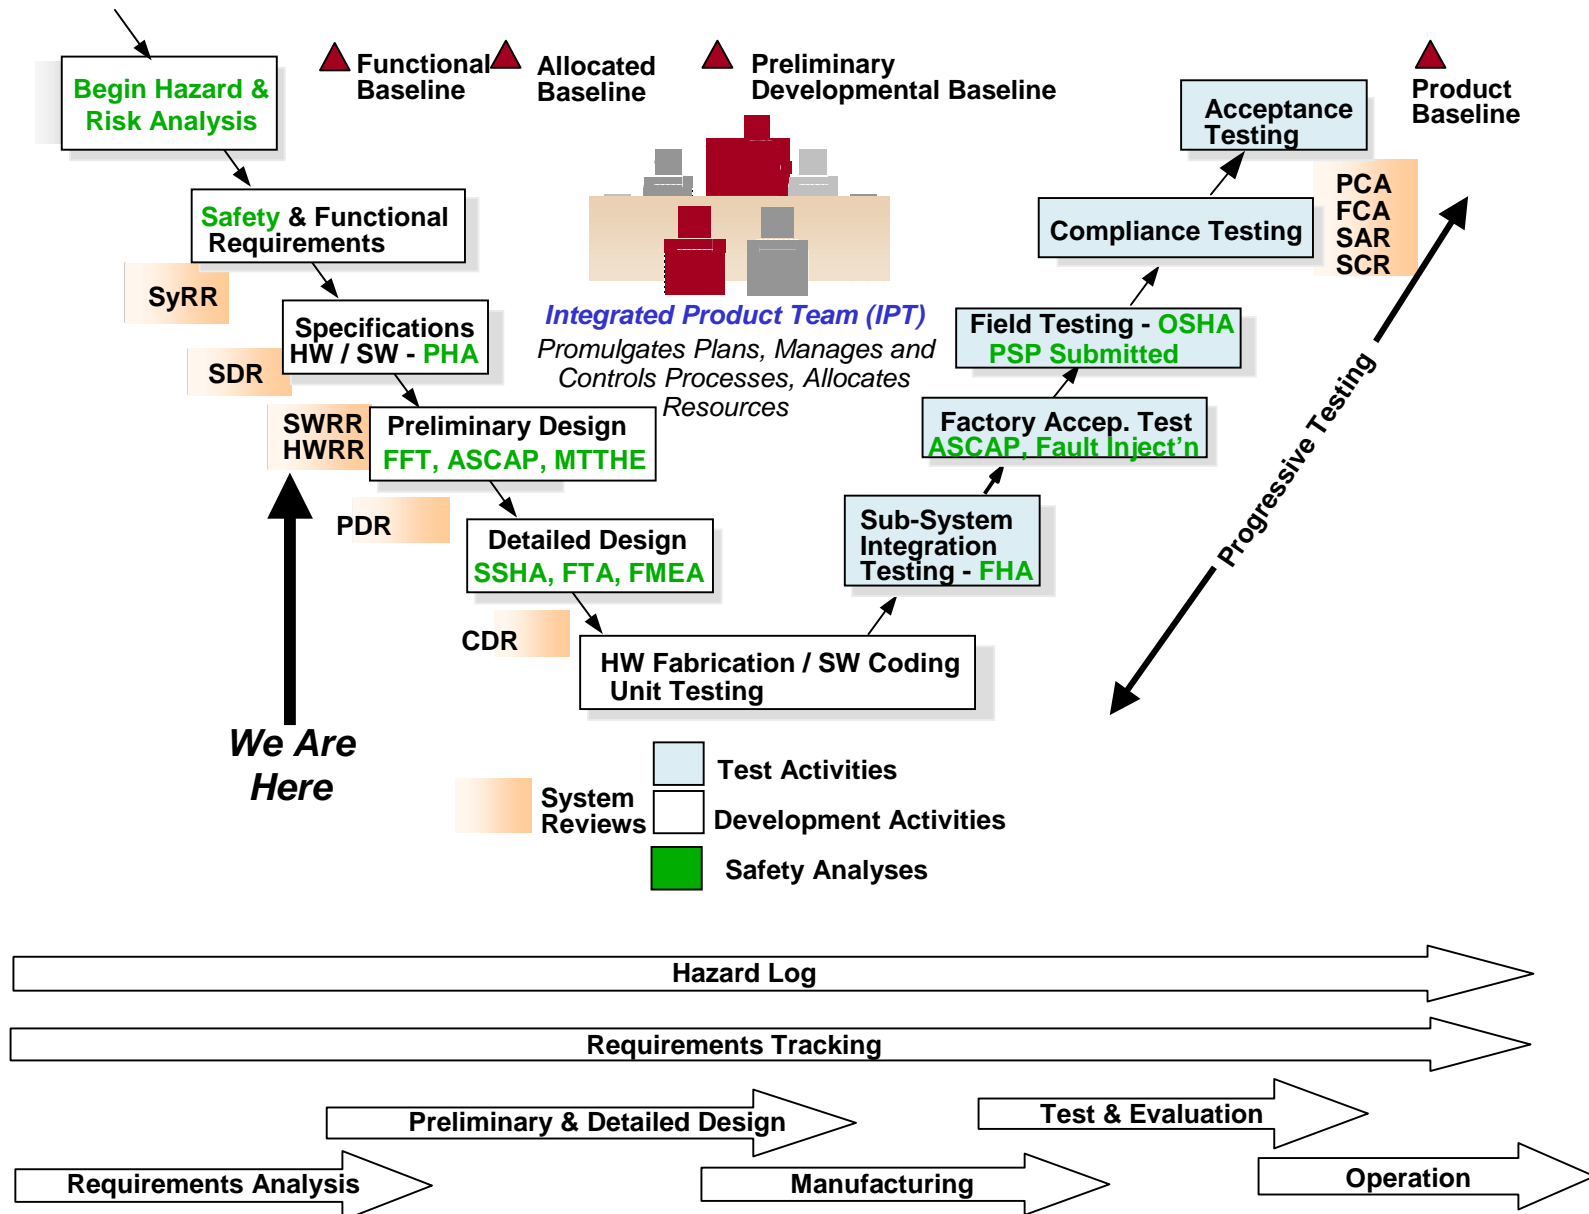 Begin Hazard &
Risk Analysis
Functional
Baseline
Allocated
Baseline
Preliminary
Developmental Baseline
Product
Baseline
Acceptance
Testing
Safety & Functional
Requirements
SyRR
Specifications
HW / SW - PHA
SDR
SWRR
HWRR
Preliminary Design
FFT, ASCAP, MTTHE
PDR
Detailed Design
SSHA, FTA, FMEA
CDR
HW Fabrication / SW Coding
Unit Testing
Integrated Product Team (IPT)
Promulgates Plans, Manages and
Controls Processes, Allocates
Resources
Sub-System
Integration
Testing - FHA
Factory Accep. Test
ASCAP, Fault Inject'n
Field Testing - OSHA
PSP Submitted
Compliance Testing
PCA
FCA
SAR
SCR
Progressive Testing
We Are
Here
System
Reviews
Test Activities
Development Activities
Safety Analyses
Hazard Log
Requirements Tracking
Preliminary & Detailed Design
Test & Evaluation
Requirements Analysis
Manufacturing
Operation